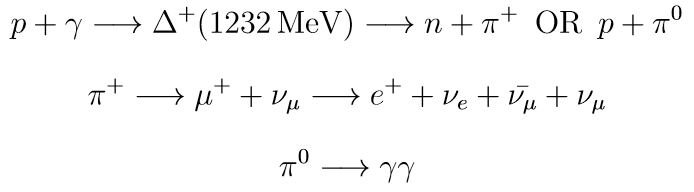 p + γ ⟶ Δ⁺(1232 MeV) ⟶ n + π⁺ OR p + π⁰
π⁺ ⟶ μ⁺ + ν_μ ⟶ e⁺ + ν_e + ν̄_μ + ν_μ
π⁰ ⟶ γγ